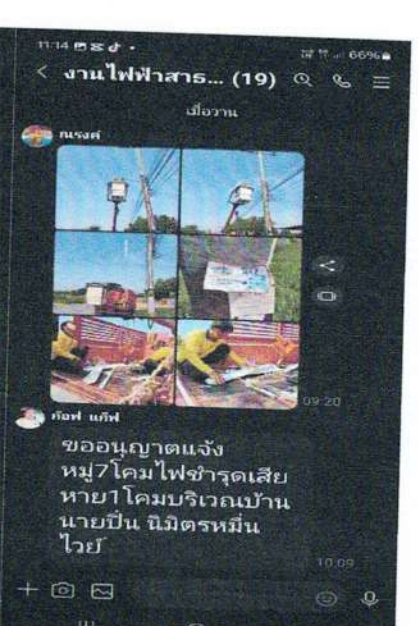 11:14
66%
< งานไฟฟ้าสาธ... (19)
เมื่อวาน
ณรงค์
09:20
ก๊อฟ แก๊ฟ
ขออนุญาตแจ้ง
หมู่7โคมไฟชำรุดเสีย
หาย1โคมบริเวณบ้าน
นายปิ่น นิมิตรหมื่น
ไวย์
10:09